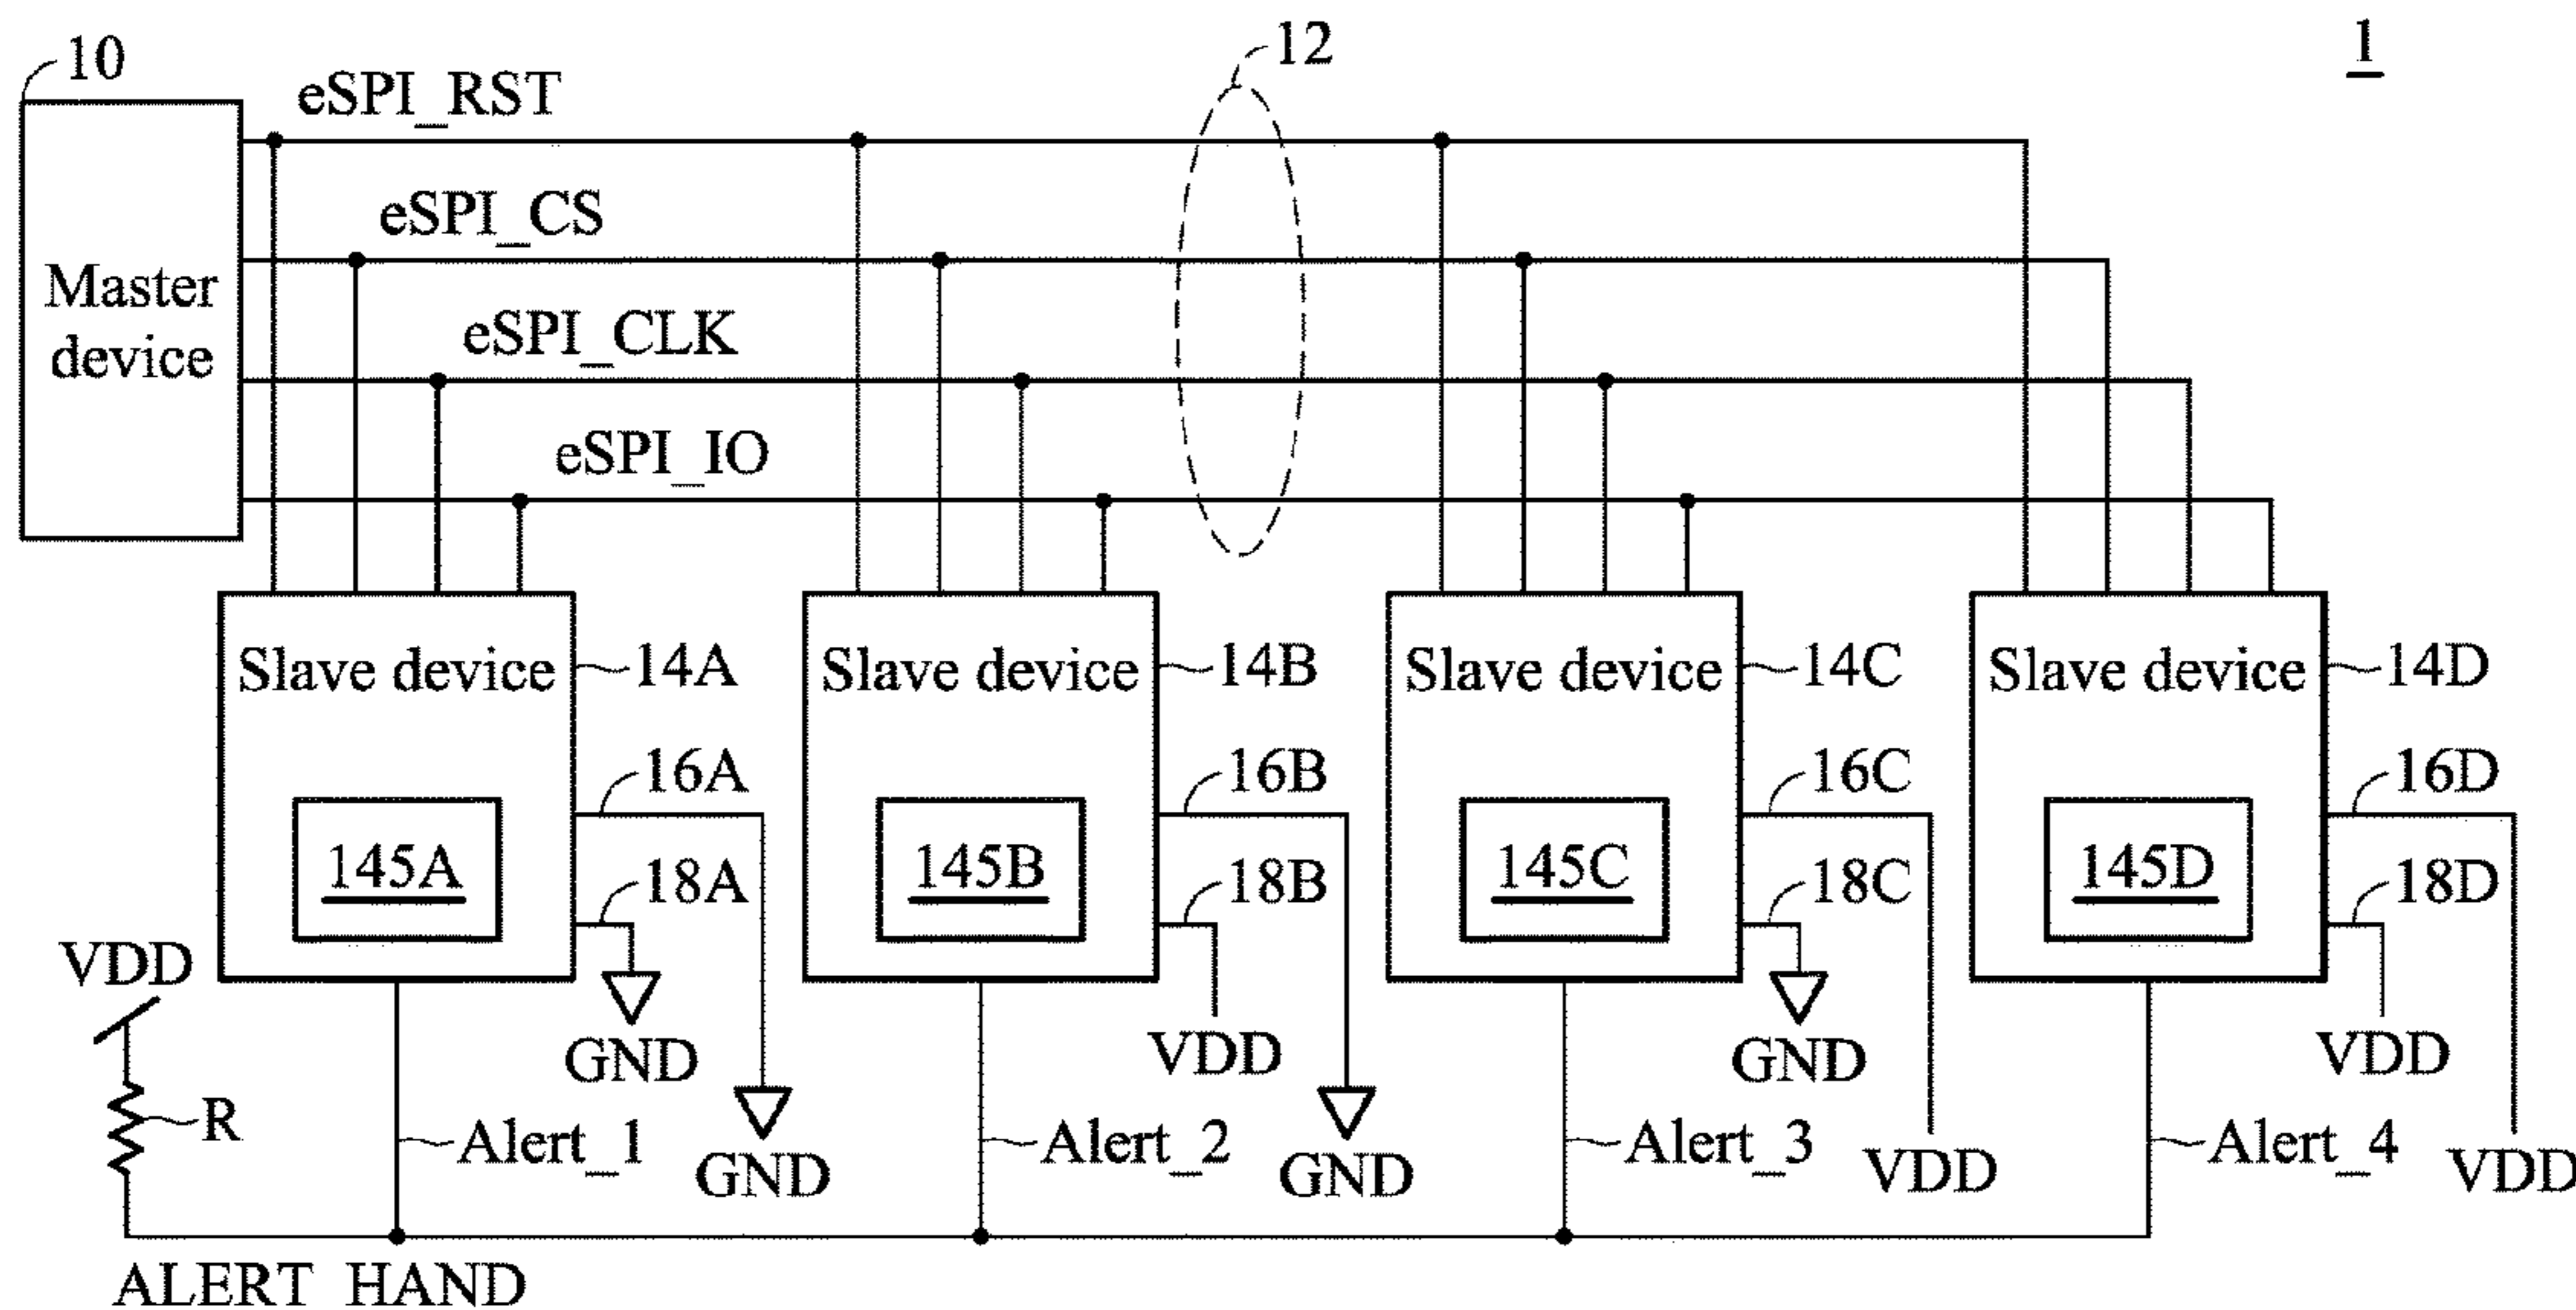 10
12
1
eSPI_RST
eSPI_CS
Master
device
eSPI_CLK
eSPI_IO
Slave device
14A
Slave device
14B
Slave device
14C
Slave device
14D
16A
16B
16C
16D
145A
18A
145B
18B
145C
18C
145D
18D
VDD
GND
VDD
GND
VDD
R
Alert_1
GND
Alert_2
GND
Alert_3
VDD
Alert_4
VDD
ALERT_HAND